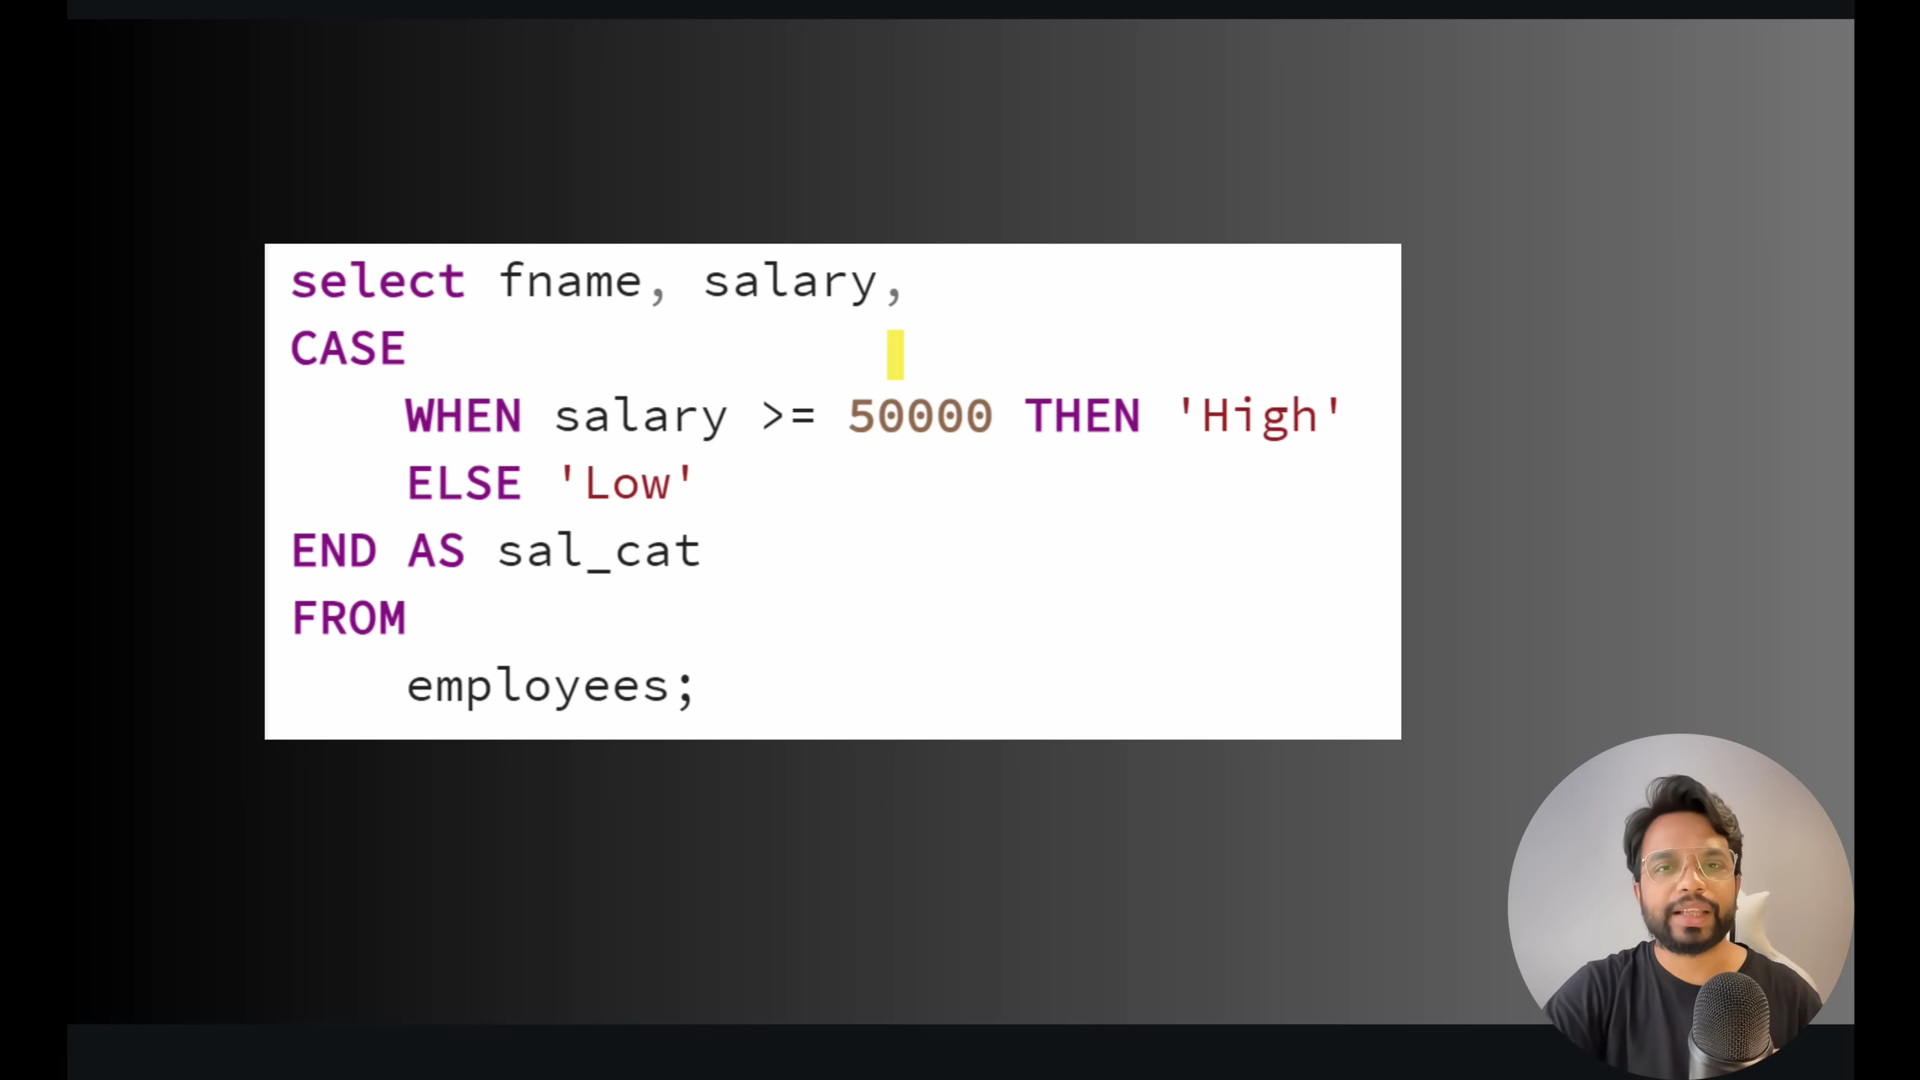 select fname, salary,
CASE
WHEN salary >= 50000 THEN 'High'
ELSE 'Low'
END AS sal_cat
FROM
employees;